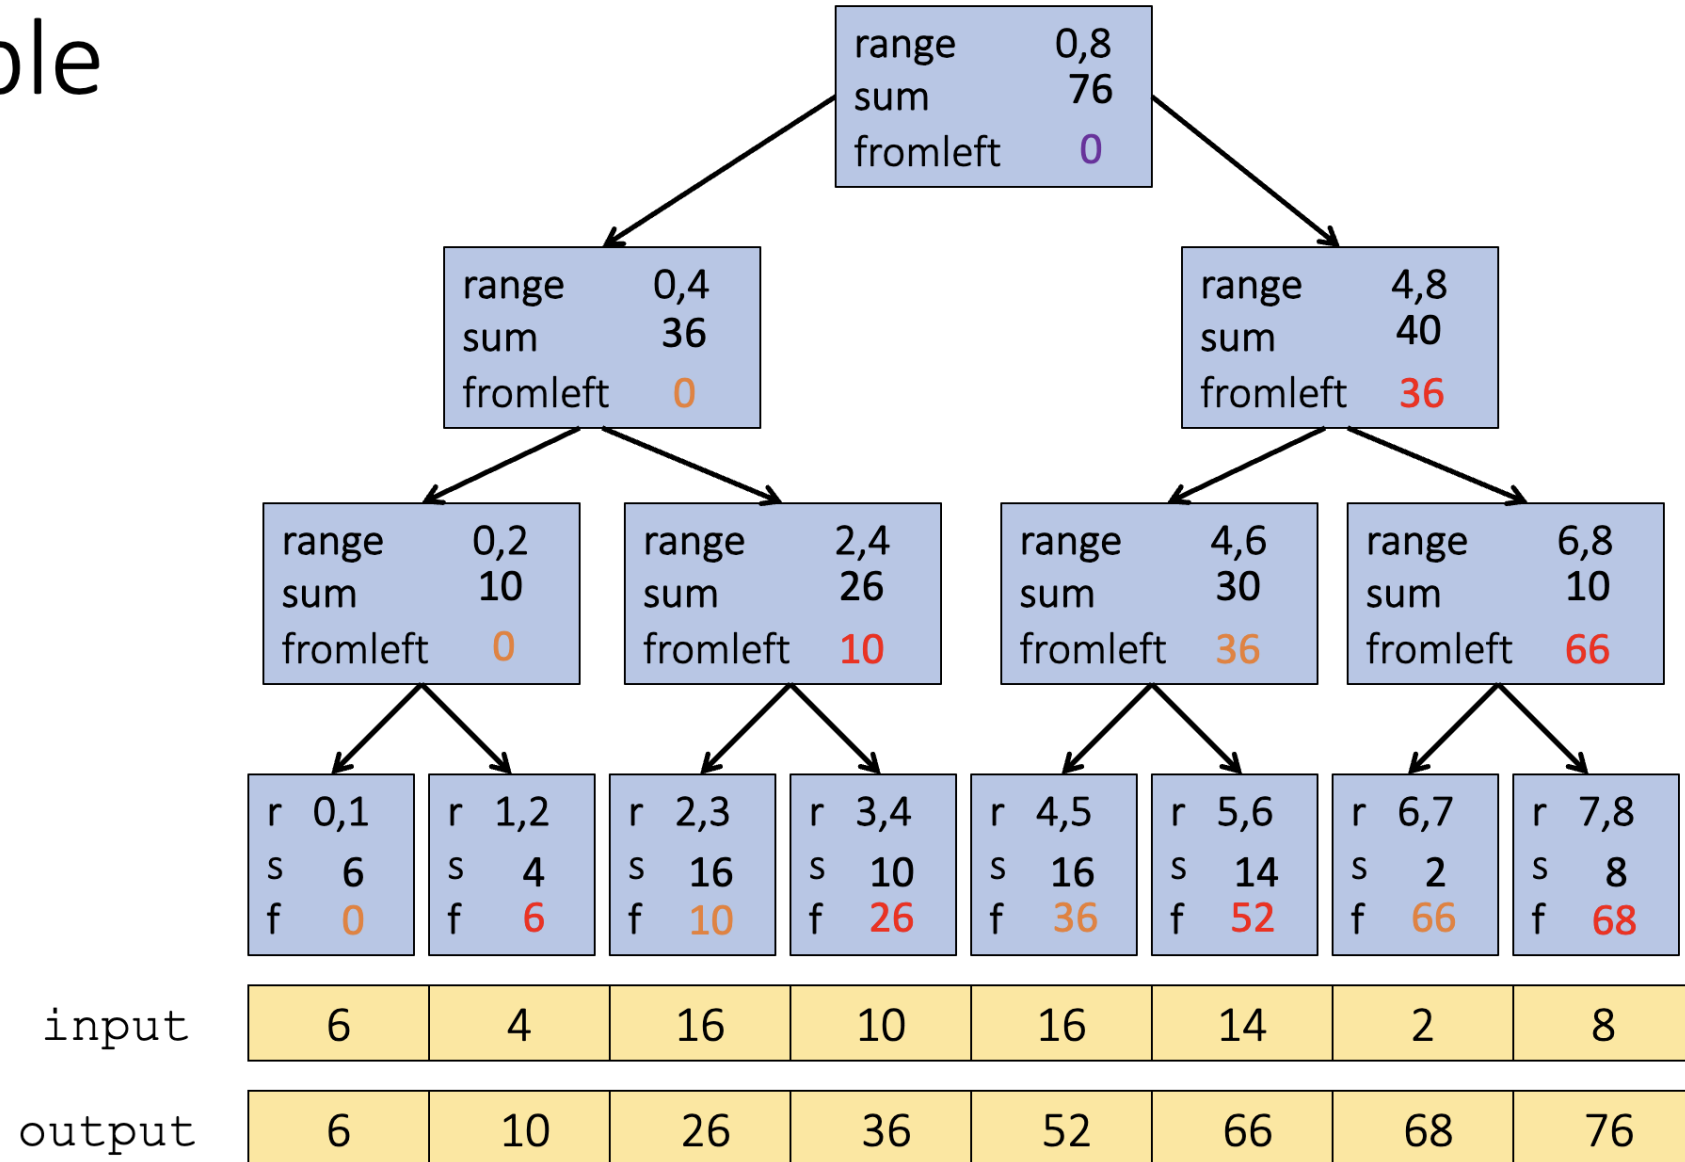 ple
range 0,8
sum 76
fromleft 0
range 0,4
sum 36
fromleft 0
range 4,8
sum 40
fromleft 36
range 0,2
sum 10
fromleft 0
range 2,4
sum 26
fromleft 10
range 4,6
sum 30
fromleft 36
range 6,8
sum 10
fromleft 66
r 0,1
s 6
f 0
r 1,2
s 4
f 6
r 2,3
s 16
f 10
r 3,4
s 10
f 26
r 4,5
s 16
f 36
r 5,6
s 14
f 52
r 6,7
s 2
f 66
r 7,8
s 8
f 68
input 6 4 16 10 16 14 2 8
output 6 10 26 36 52 66 68 76